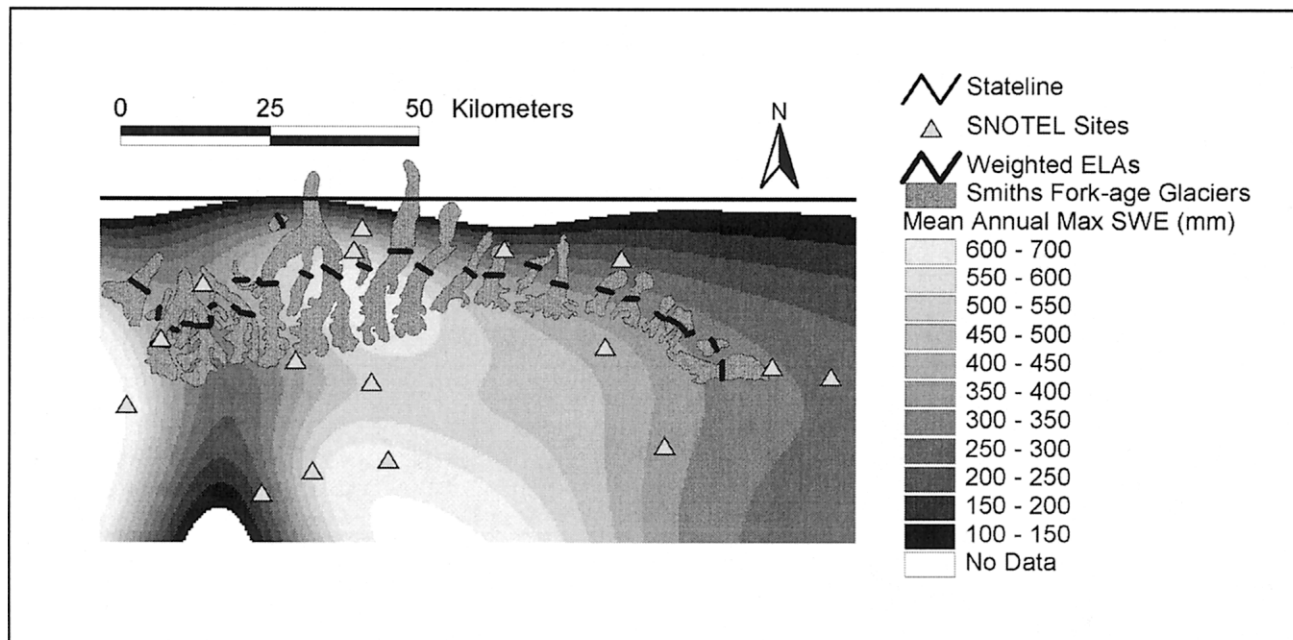 0 25 50 Kilometers
N
Stateline
SNOTEL Sites
Weighted ELAs
Smiths Fork-age Glaciers
Mean Annual Max SWE (mm)
600 - 700
550 - 600
500 - 550
450 - 500
400 - 450
350 - 400
300 - 350
250 - 300
200 - 250
150 - 200
100 - 150
No Data